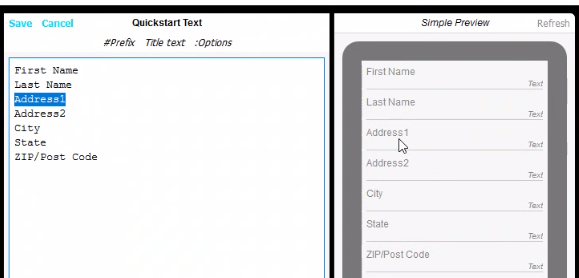 Save Cancel Quickstart Text
#Prefix Title text :Options
First Name
Last Name
Address1
Address2
City
State
ZIP/Post Code
Simple Preview Refresh
First Name
Text
Last Name
Text
Address1
Text
Address2
Text
City
Text
State
Text
ZIP/Post Code
Text